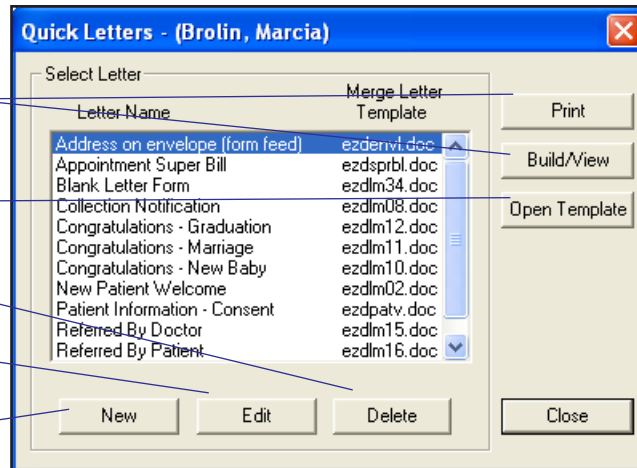 Quick Letters - (Brolin, Marcia)
Select Letter
Letter Name Merge Letter Template
Address on envelope (form feed) ezdenvl.doc
Appointment Super Bill ezdsprbl.doc
Blank Letter Form ezdlm34.doc
Collection Notification ezdlm08.doc
Congratulations - Graduation ezdlm12.doc
Congratulations - Marriage ezdlm11.doc
Congratulations - New Baby ezdlm10.doc
New Patient Welcome ezdlm02.doc
Patient Information - Consent ezdpatv.doc
Referred By Doctor ezdlm15.doc
Referred By Patient ezdlm16.doc
Print
Build/View
Open Template
New Edit Delete Close